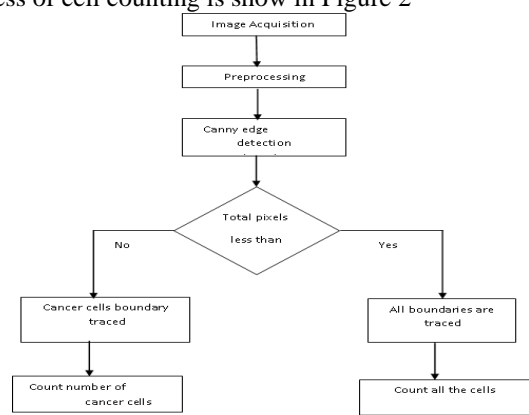 ess of cell counting is show in Figure 2
Image Acquisition
Preprocessing
Canny edge
detection
Total pixels
less than
No
Yes
Cancer cells boundary
traced
All boundaries are
traced
Count number of
cancer cells
Count all the cells